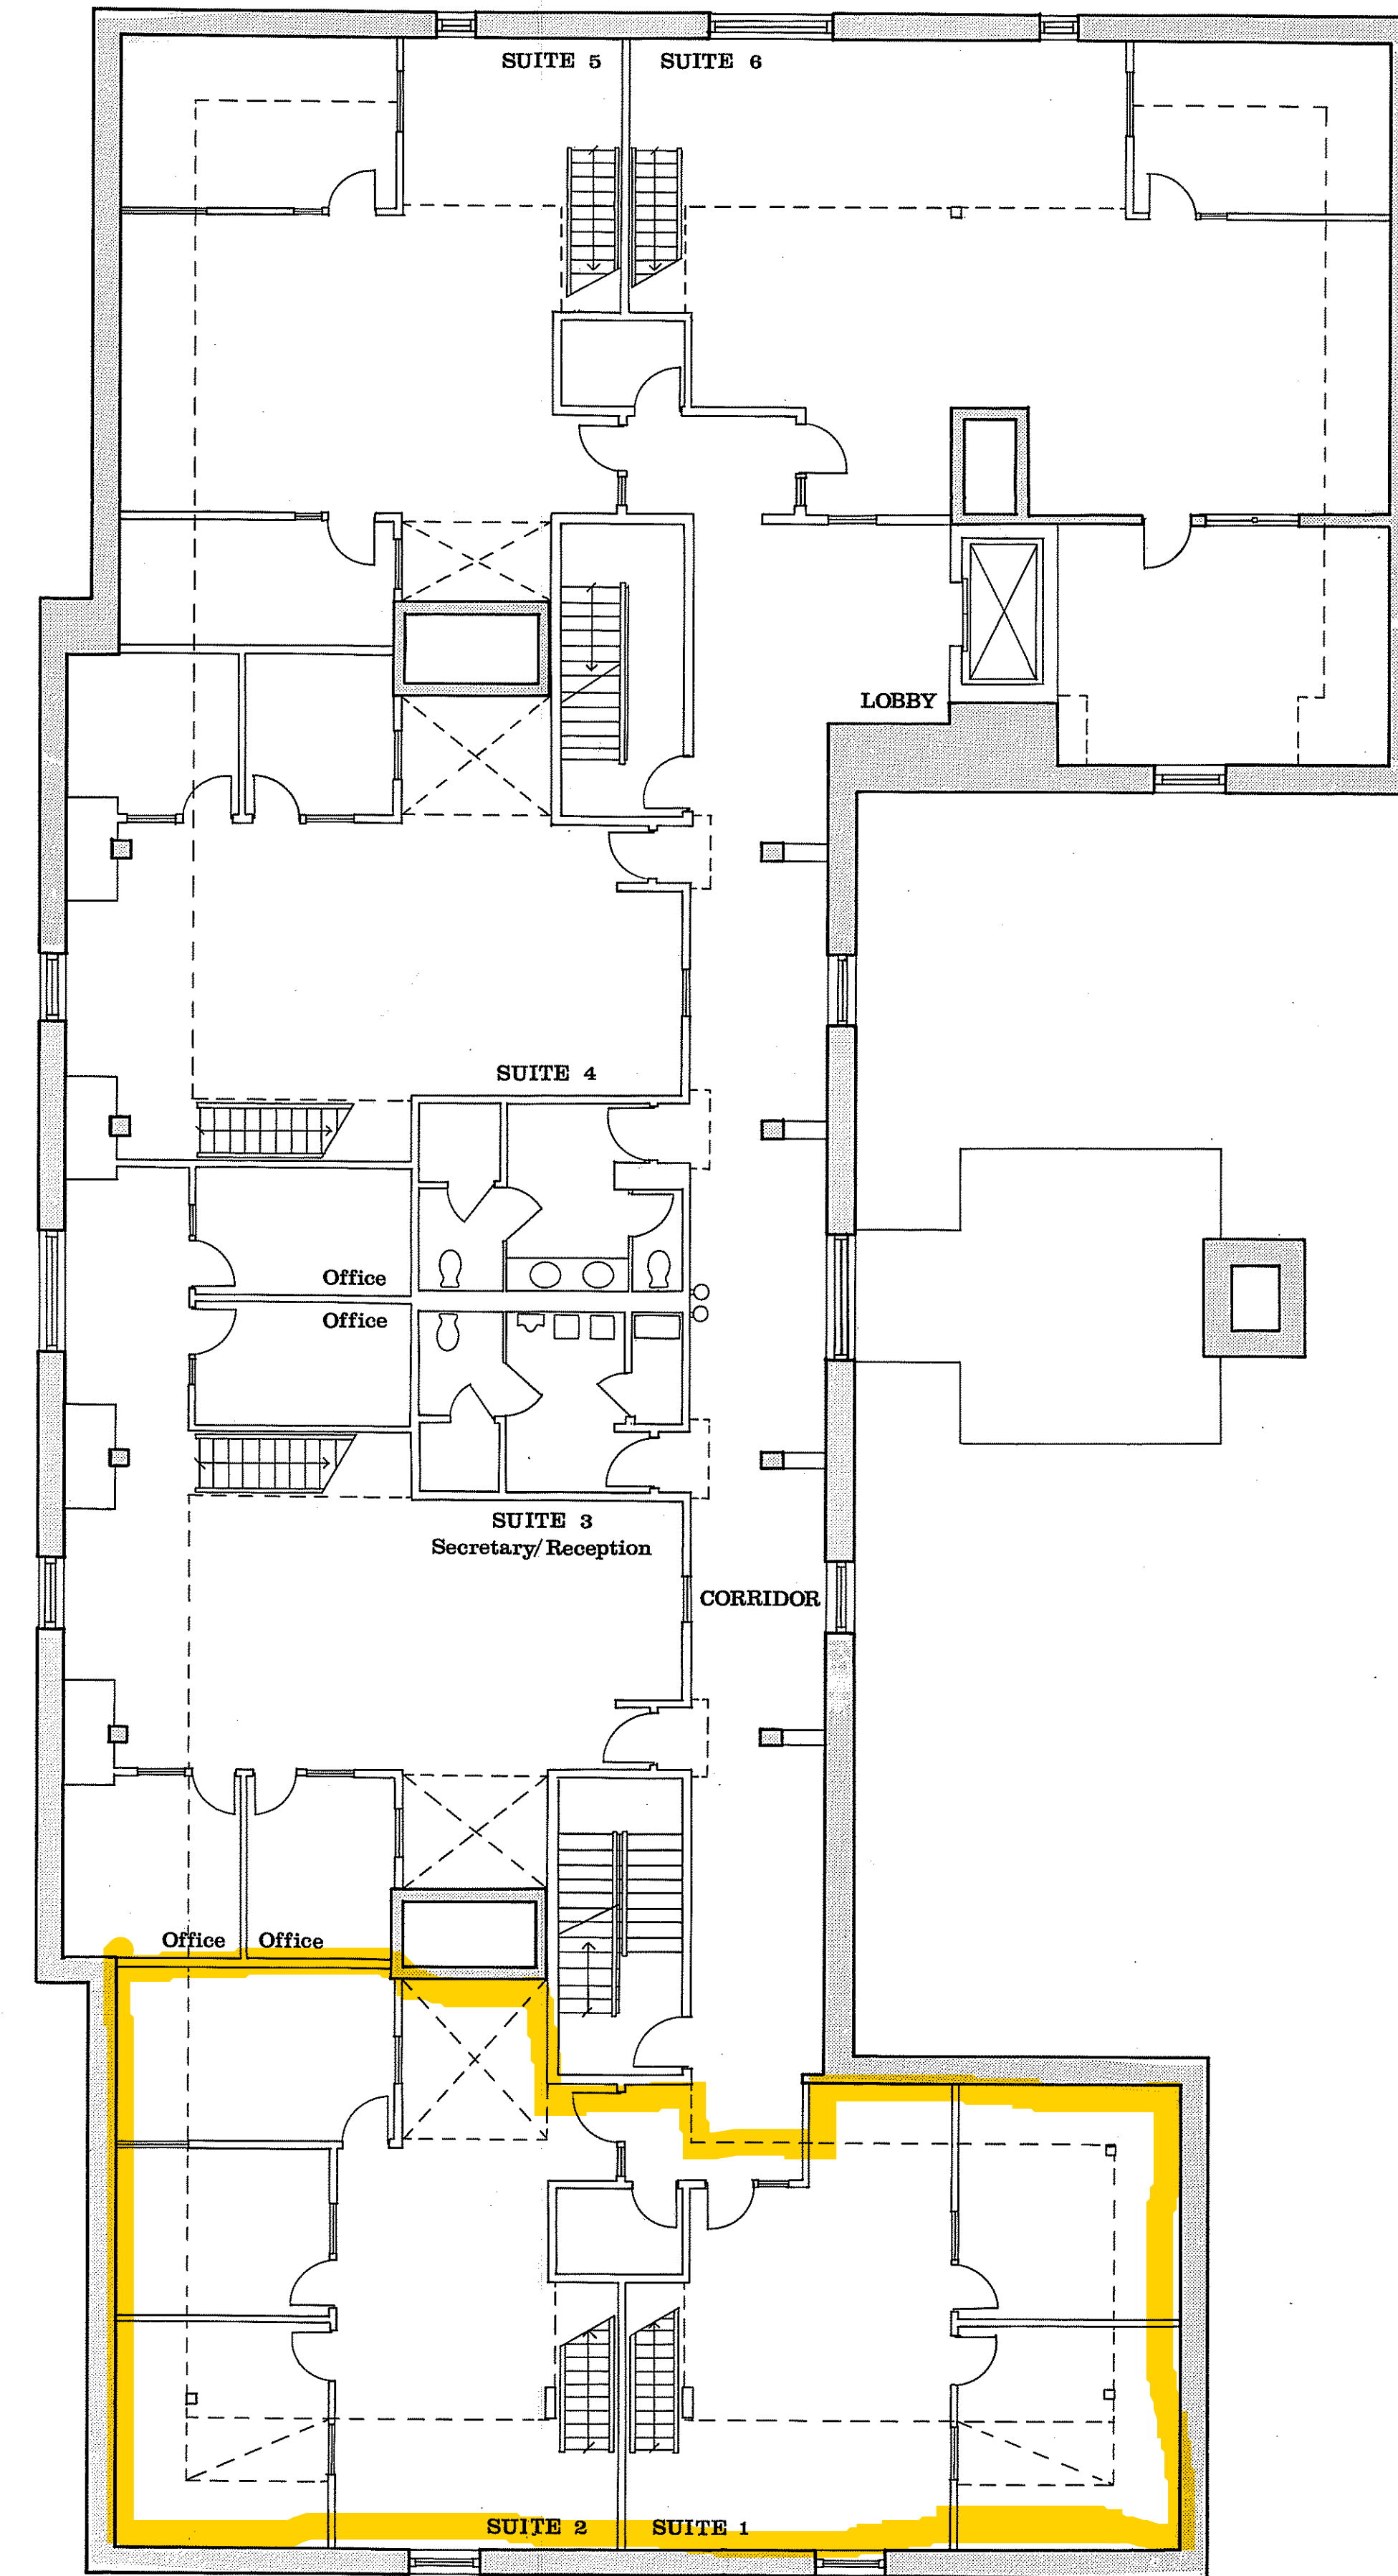 SUITE 5
SUITE 6
LOBBY
SUITE 4
Office
Office
SUITE 3
Secretary/Reception
CORRIDOR
Office
Office
SUITE 2
SUITE 1